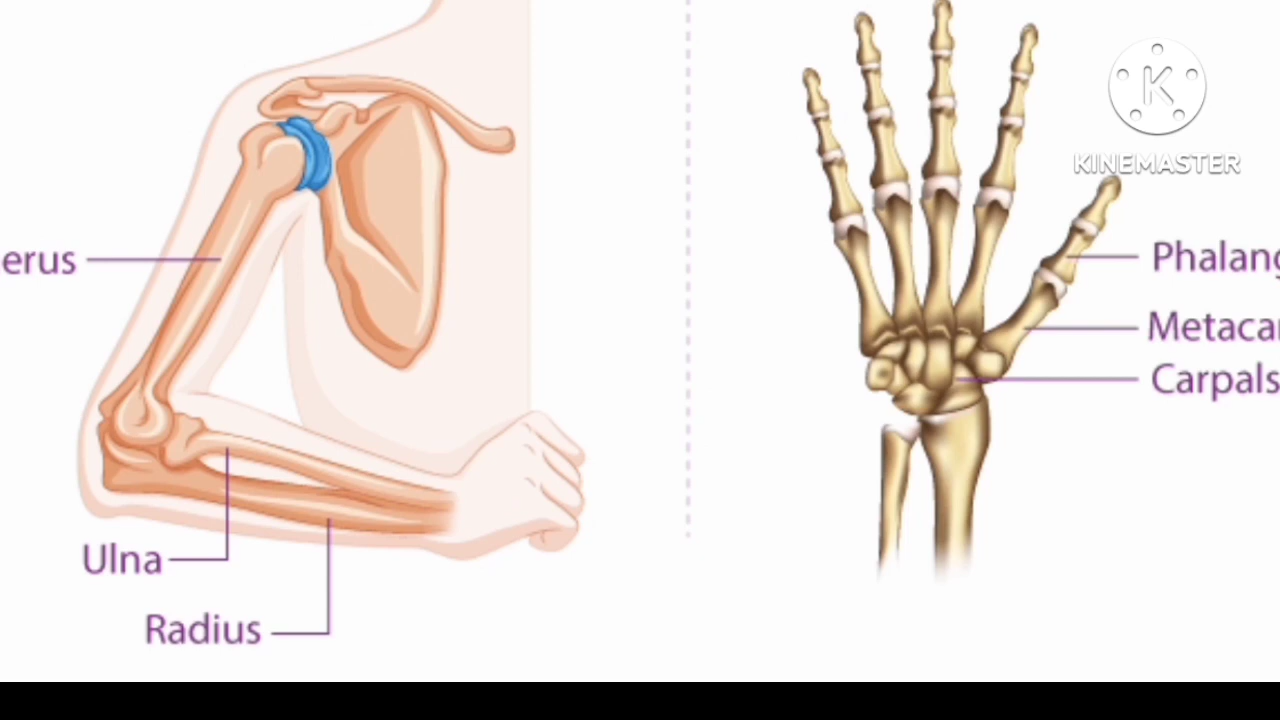 erus
Ulna
Radius
K
KINEMASTER
Phalang
Metacar
Carpals